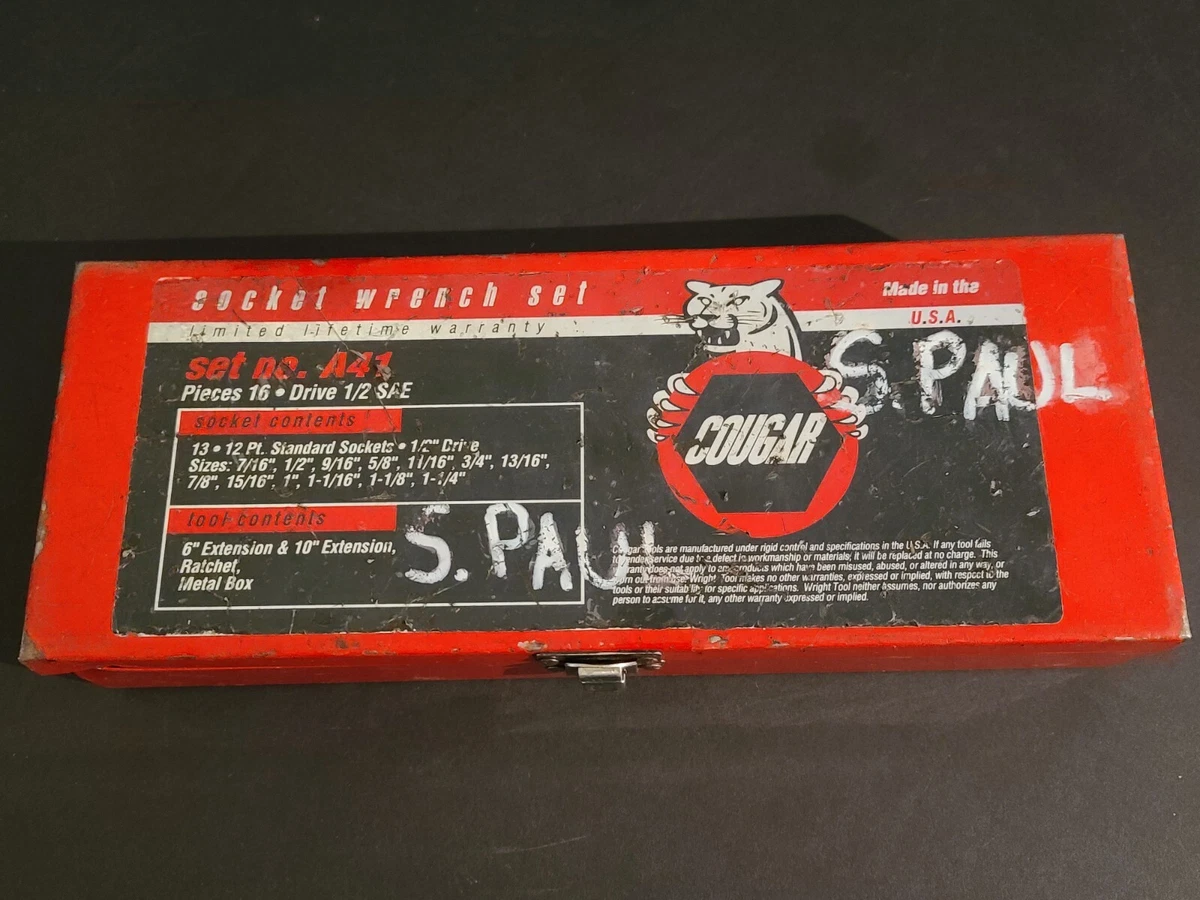 socket wrench set
limited lifetime warranty
Made in the
U.S.A.
set no. A41
Pieces 16 • Drive 1/2 SAE
socket contents
13 • 12 Pt. Standard Sockets • 1/2" Drive
Sizes: 7/16", 1/2", 9/16", 5/8", 11/16", 3/4", 13/16",
7/8", 15/16", 1", 1-1/16", 1-1/8", 1-1/4"
tool contents
6" Extension & 10" Extension,
Ratchet,
Metal Box
S. PAUL
COUGAR
S. PAUL
Cougar Tools are manufactured under rigid control and specifications in the U.S.A. If any tool fails
to render service due to a defect in workmanship or materials, it will be replaced at no charge. This
does not apply to any products which have been misused, abused, or altered in any way, or
from use. Wright Tool makes no other warranties, expressed or implied, with respect to the
tools or their suitability for specific applications. Wright Tool neither assumes, nor authorizes any
person to assume for it, any other warranty expressed or implied.